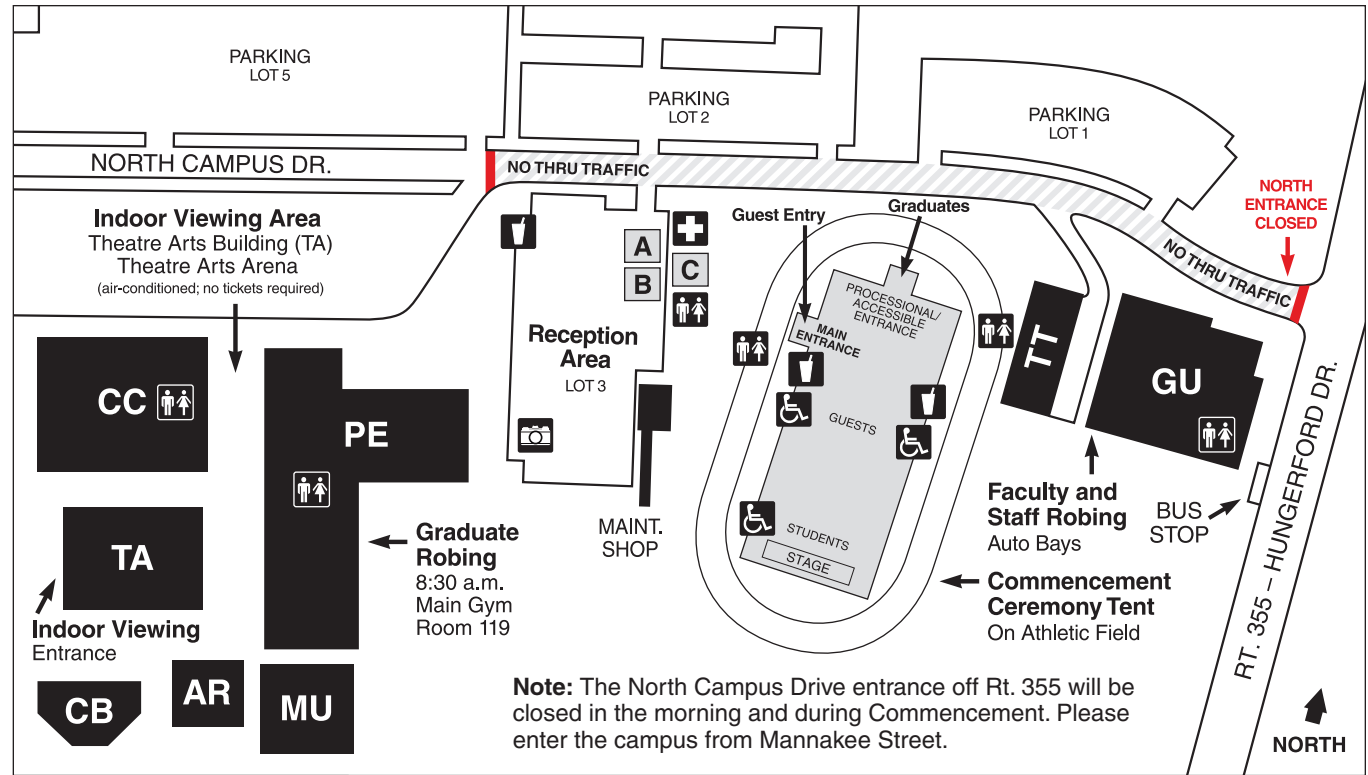 PARKING
LOT 5
PARKING
LOT 2
PARKING
LOT 1
NORTH CAMPUS DR.
NO THRU TRAFFIC
NORTH
ENTRANCE
CLOSED
NO THRU TRAFFIC
Indoor Viewing Area
Theatre Arts Building (TA)
Theatre Arts Arena
(air-conditioned; no tickets required)
Guest Entry
Graduates
A
B
C
PROCESSIONAL/
ACCESSIBLE
ENTRANCE
MAIN
ENTRANCE
Reception
Area
LOT 3
GUESTS
STUDENTS
STAGE
TT
GU
CC
PE
TA
Graduate
Robing
8:30 a.m.
Main Gym
Room 119
MAINT.
SHOP
Faculty and
Staff Robing
Auto Bays
BUS
STOP
RT. 355 – HUNGERFORD DR.
Commencement
Ceremony Tent
On Athletic Field
Indoor Viewing
Entrance
CB
AR
MU
Note: The North Campus Drive entrance off Rt. 355 will be
closed in the morning and during Commencement. Please
enter the campus from Mannakee Street.
NORTH